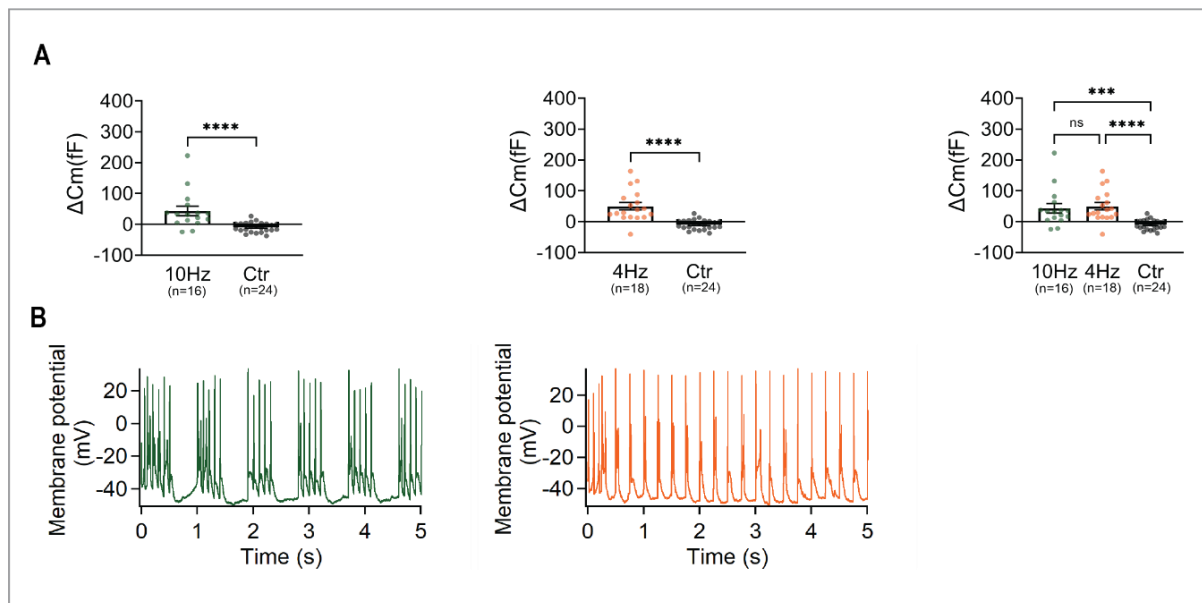 A
ΔCm(fF)
400
300
200
100
0
-100
****
10Hz
(n=16)
Ctr
(n=24)
ΔCm(fF)
400
300
200
100
0
-100
****
4Hz
(n=18)
Ctr
(n=24)
ΔCm(fF)
400
300
200
100
0
-100
***
ns
****
10Hz
(n=16)
4Hz
(n=18)
Ctr
(n=24)
B
Membrane potential
(mV)
20
0
-20
-40
0 1 2 3 4 5
Time (s)
Membrane potential
(mV)
20
0
-20
-40
0 1 2 3 4 5
Time (s)